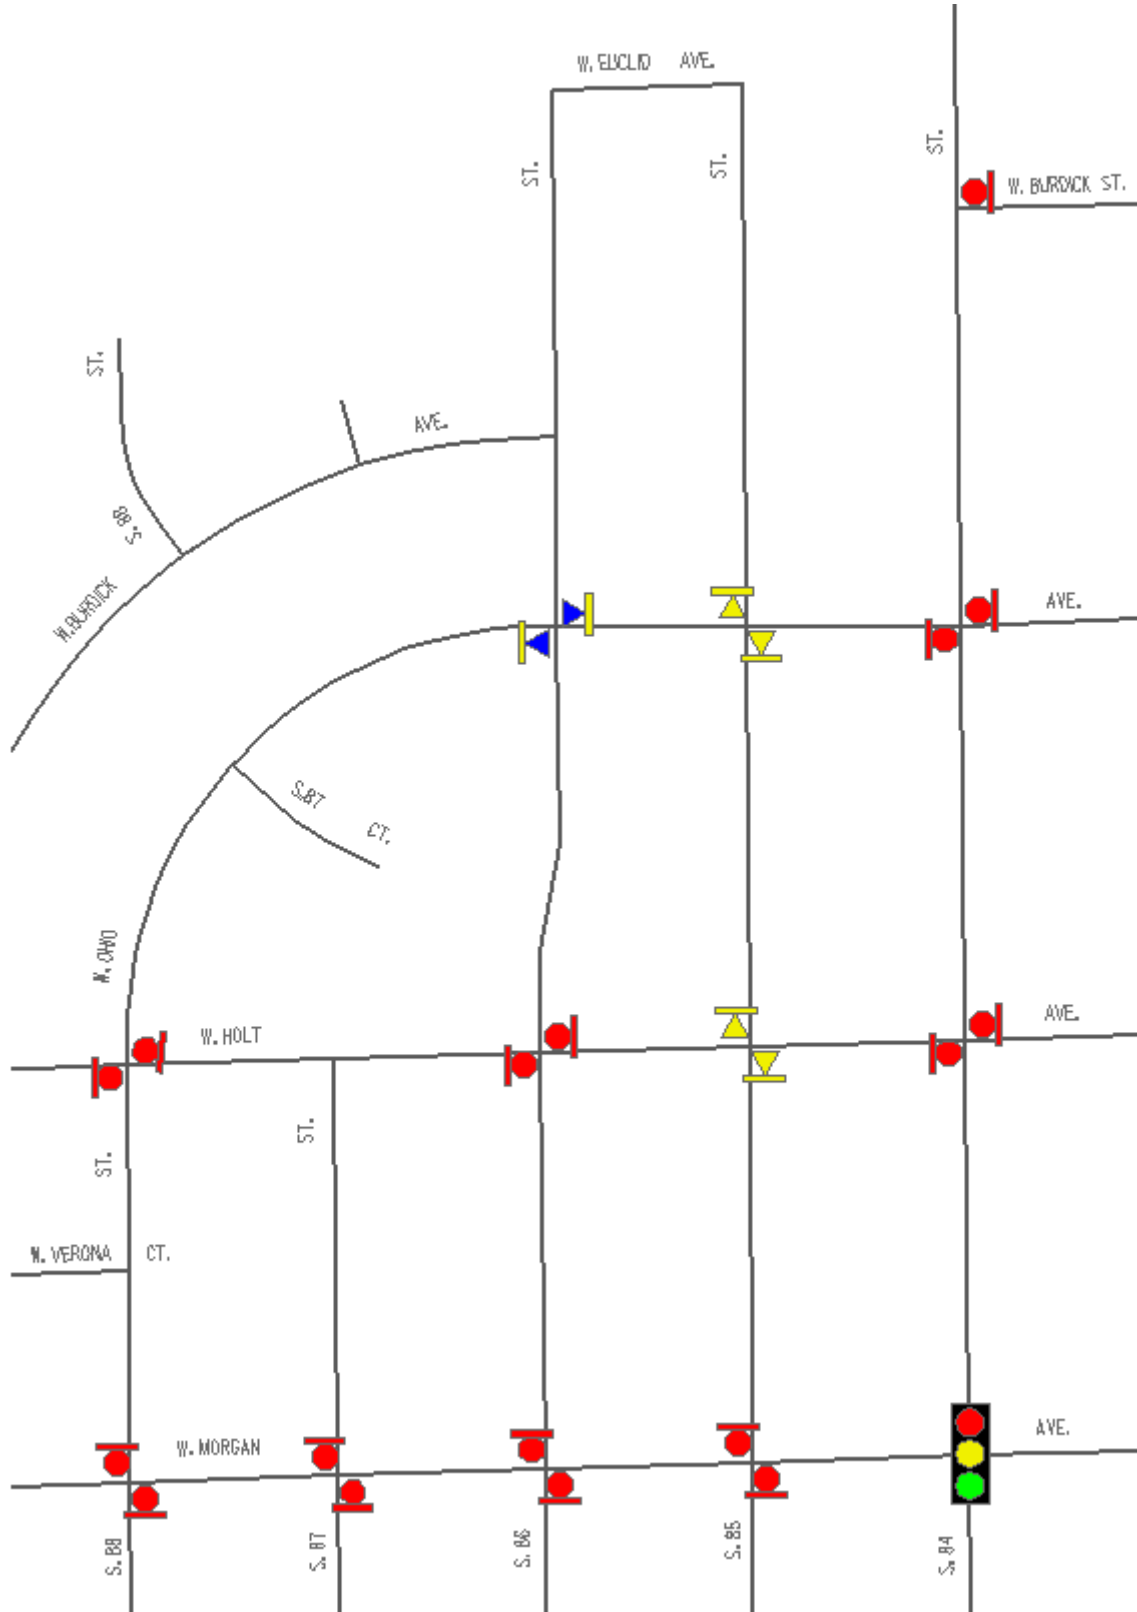 W. EUCLID AVE.
ST.
ST.
ST.
W. BURDICK ST.
ST.
AVE.
S. 88
W. BURDICK
AVE.
S. 87
CT.
W. OHIO
W. HOLT
AVE.
ST.
ST.
W. VERONA CT.
W. MORGAN
AVE.
S. 88
S. 87
S. 86
S. 85
S. 84